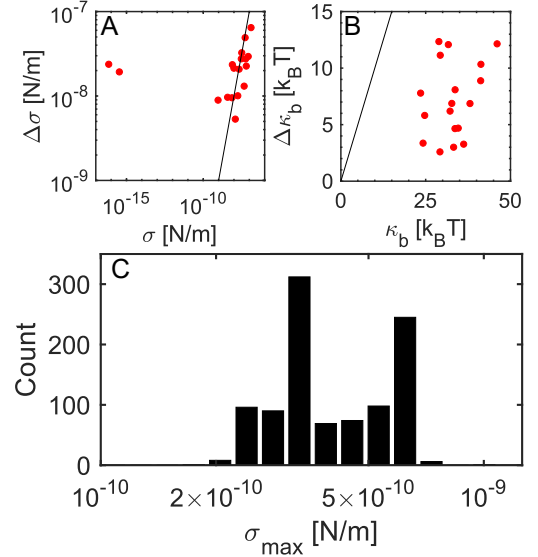 A
10⁻⁷
10⁻⁸
10⁻⁹
Δσ [N/m]
10⁻¹⁵
10⁻¹⁰
σ [N/m]
B
15
10
5
0
Δκ_b [k_BT]
0
25
50
κ_b [k_BT]
C
300
200
100
0
Count
10⁻¹⁰
2×10⁻¹⁰
5×10⁻¹⁰
10⁻⁹
σ_max [N/m]